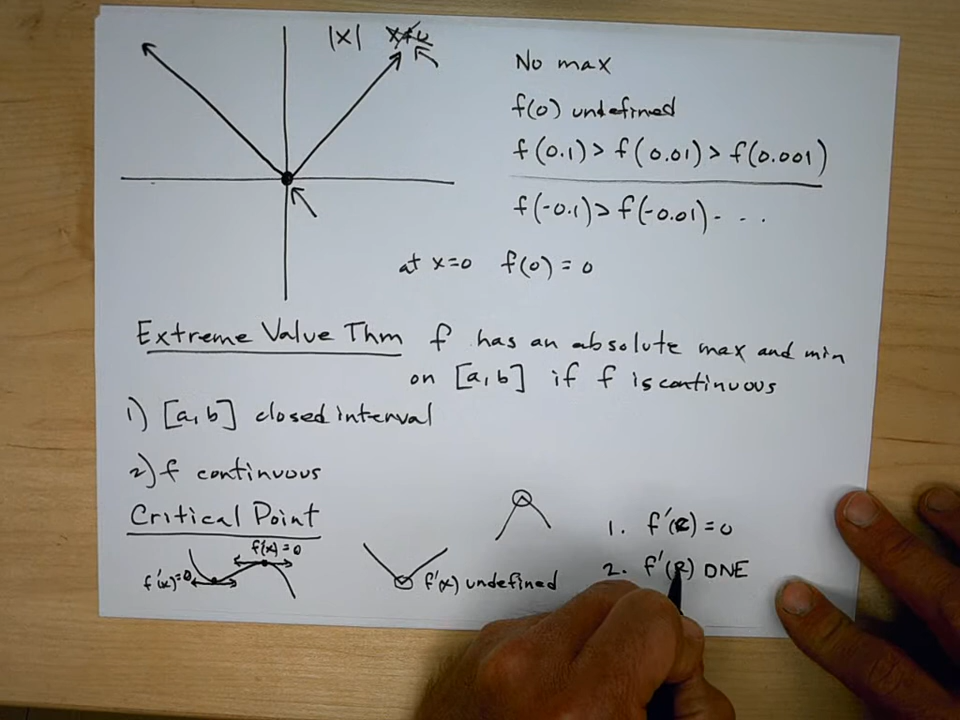 |x|
No max
f(0) undefined
f(0.1) > f(0.01) > f(0.001)
f(-0.1) > f(-0.01) - - -
at x=0 f(0) = 0
Extreme Value Thm f has an absolute max and min
on [a,b] if f is continuous
1) [a,b] closed interval
2) f continuous
Critical Point
f'(x)=0
f'(x)=0
f'(x) undefined
1. f'( ) = 0
2. f'( ) DNE